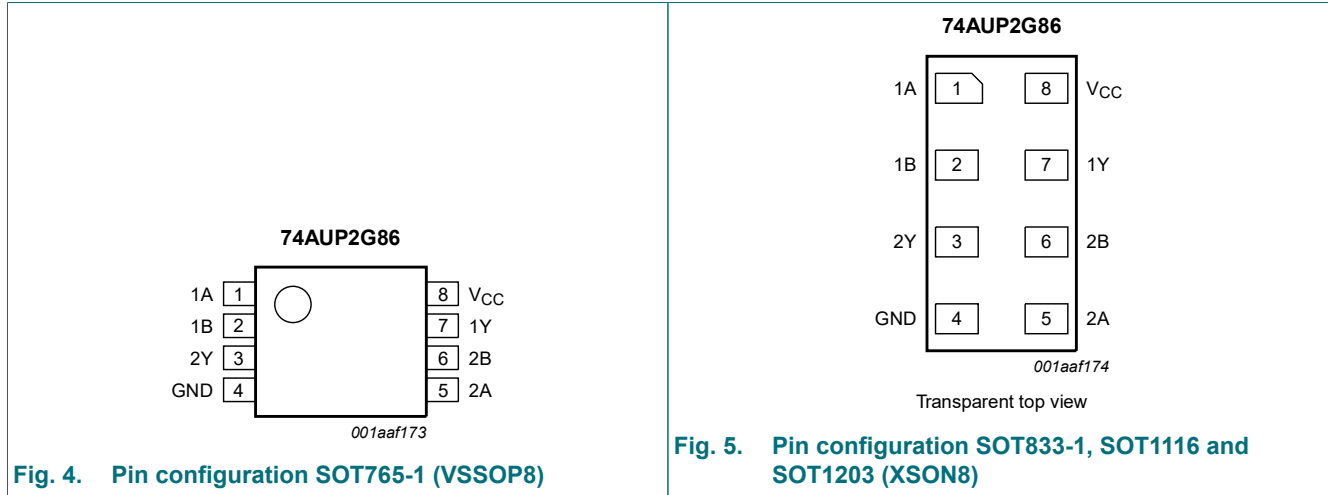 74AUP2G86
1A 1 8 VCC
1B 2 7 1Y
2Y 3 6 2B
GND 4 5 2A
001aaf173
Fig. 4. Pin configuration SOT765-1 (VSSOP8)
74AUP2G86
1A 1 8 VCC
1B 2 7 1Y
2Y 3 6 2B
GND 4 5 2A
001aaf174
Transparent top view
Fig. 5. Pin configuration SOT833-1, SOT1116 and
SOT1203 (XSON8)